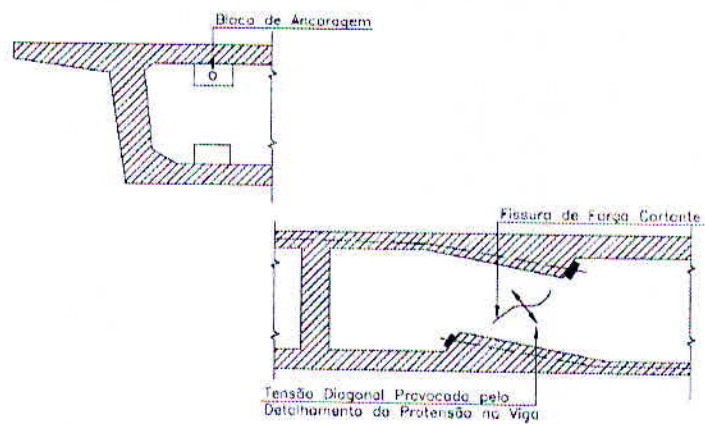 Bloco de Ancoragem
Fissura de Força Cortante
Tensão Diagonal Provocada pelo
Detalhamento da Protensão na Viga